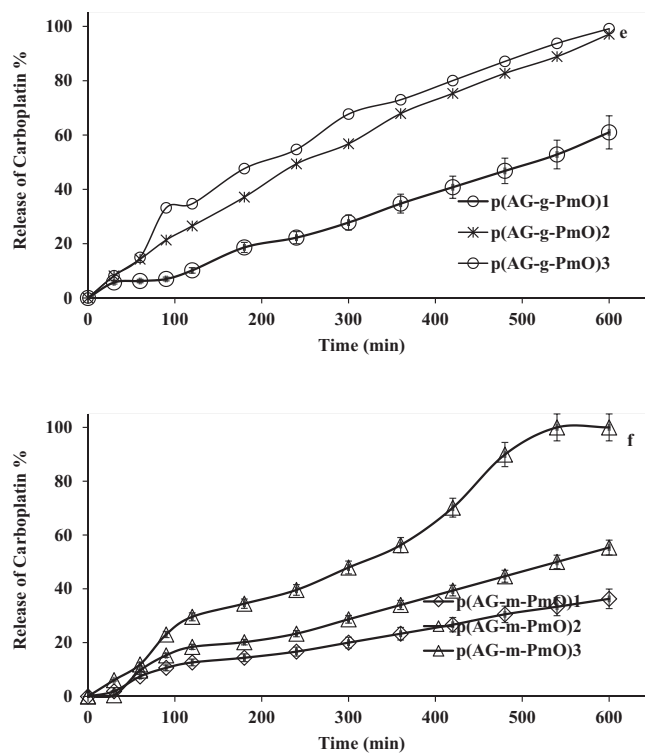 100
e
80
60
40
20
0
Release of Carboplatin %
p(AG-g-PmO)1
p(AG-g-PmO)2
p(AG-g-PmO)3
0 100 200 300 400 500 600
Time (min)
100
f
80
60
40
20
0
Release of Carboplatin %
p(AG-m-PmO)1
p(AG-m-PmO)2
p(AG-m-PmO)3
0 100 200 300 400 500 600
Time (min)